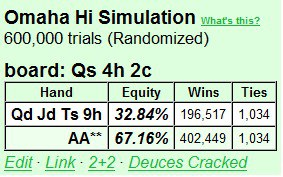 Omaha Hi Simulation What's this?
600,000 trials (Randomized)
board: Qs 4h 2c
Hand Equity Wins Ties
Qd Jd Ts 9h 32.84% 196,517 1,034
AA** 67.16% 402,449 1,034
Edit · Link · 2+2 · Deuces Cracked